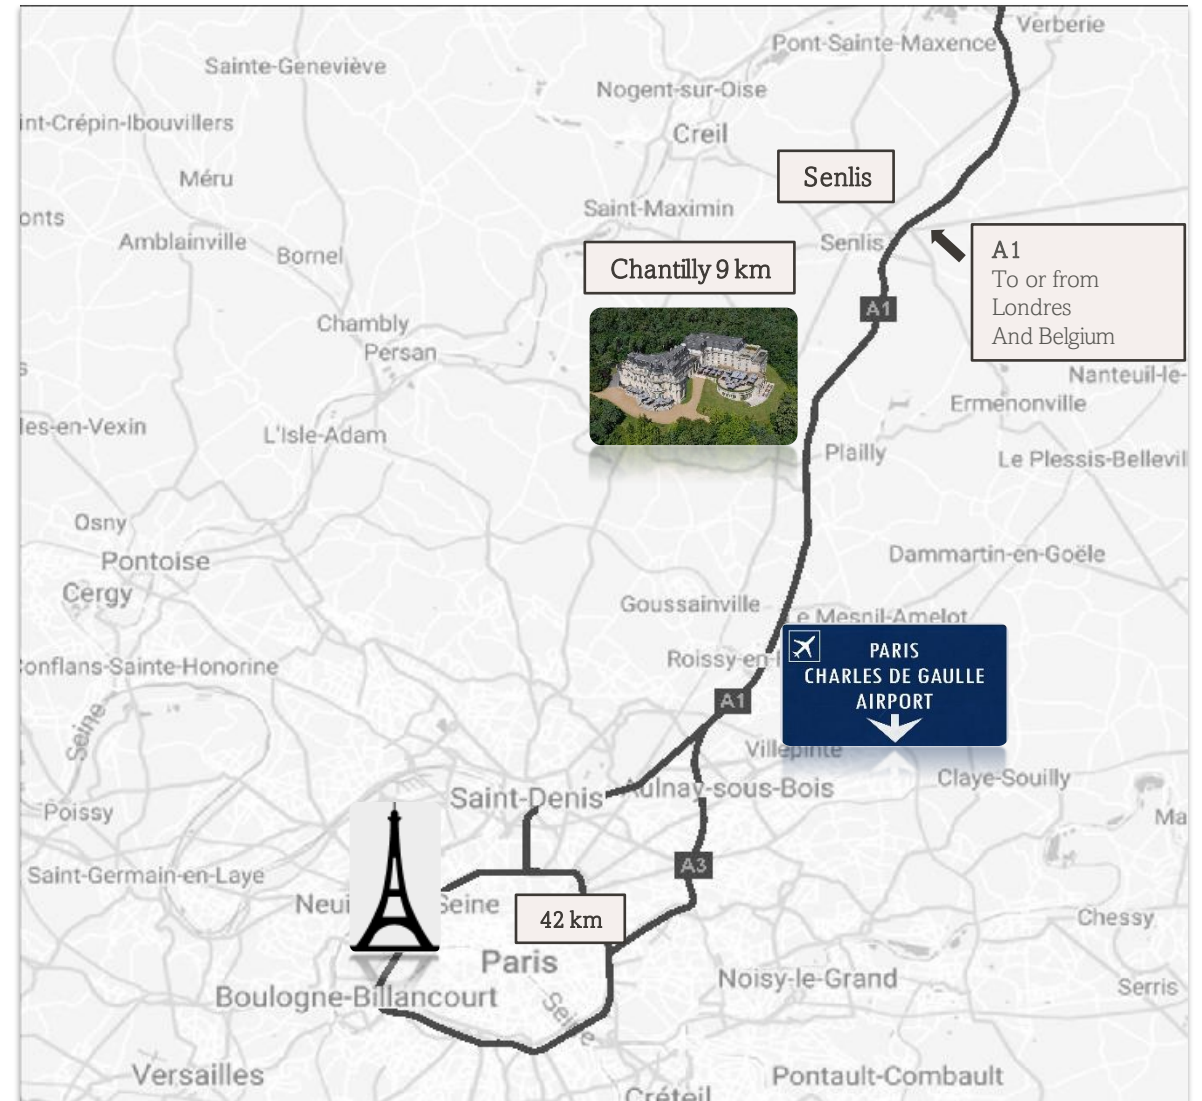 Verberie
Pont-Sainte-Maxence
Sainte-Geneviève
Nogent-sur-Oise
int-Crépin-Ibouvillers
Creil
Senlis
Méru
Saint-Maximin
onts
Amblainville
Bornel
Senlis
A1
To or from
Londres
And Belgium
Chantilly 9 km
A1
Chambly
Persan
s
Nanteuil-le-
Ermenonville
les-en-Vexin
L'Isle-Adam
Plailly
Le Plessis-Bellevil
Osny
Pontoise
Dammartin-en-Goële
Cergy
Goussainville
e Mesnil-Amelot
Roissy-en-
PARIS
CHARLES DE GAULLE
AIRPORT
Conflans-Sainte-Honorine
A1
Seine
Villepinte
Claye-Souilly
Saint-Denis
Aulnay-sous-Bois
Poissy
Ma
A3
Saint-Germain-en-Laye
Neui
Seine
42 km
Chessy
Paris
Noisy-le-Grand
Serris
Boulogne-Billancourt
Seine
Versailles
Pontault-Combault
Créteil